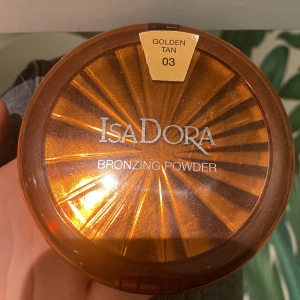 GOLDEN
TAN
03
ISADORA
BRONZING POWDER